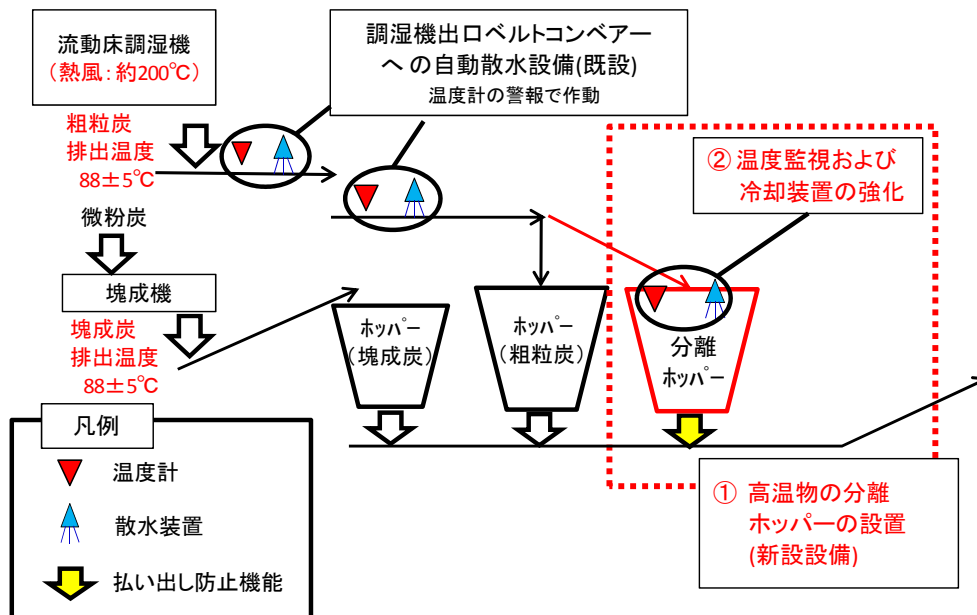 流動床調湿機
（熱風：約200℃）
調湿機出口ベルトコンベアー
への自動散水設備(既設)
温度計の警報で作動
粗粒炭
排出温度
88±5℃
微粉炭
塊成機
塊成炭
排出温度
88±5℃
② 温度監視および
冷却装置の強化
ﾎｯﾊﾟｰ
(塊成炭)
ﾎｯﾊﾟｰ
(粗粒炭)
分離
ﾎｯﾊﾟｰ
① 高温物の分離
ホッパーの設置
(新設設備)
凡例
温度計
散水装置
払い出し防止機能